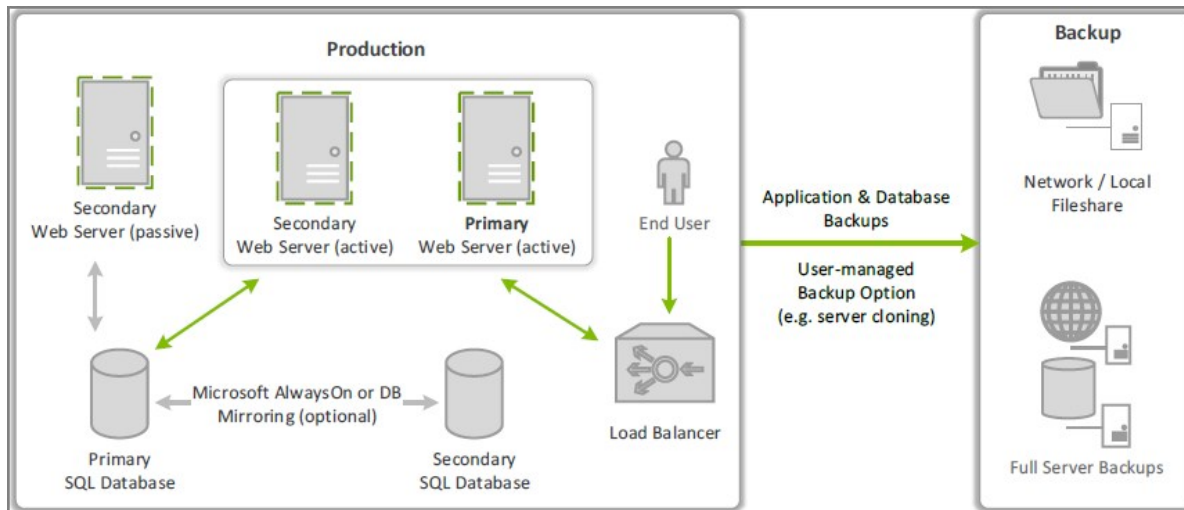 Production
Secondary
Web Server (passive)
Secondary
Web Server (active)
Primary
Web Server (active)
End User
Microsoft AlwaysOn or DB
Mirroring (optional)
Primary
SQL Database
Secondary
SQL Database
Load Balancer
Application & Database
Backups
User-managed
Backup Option
(e.g. server cloning)
Backup
Network / Local
Fileshare
Full Server Backups